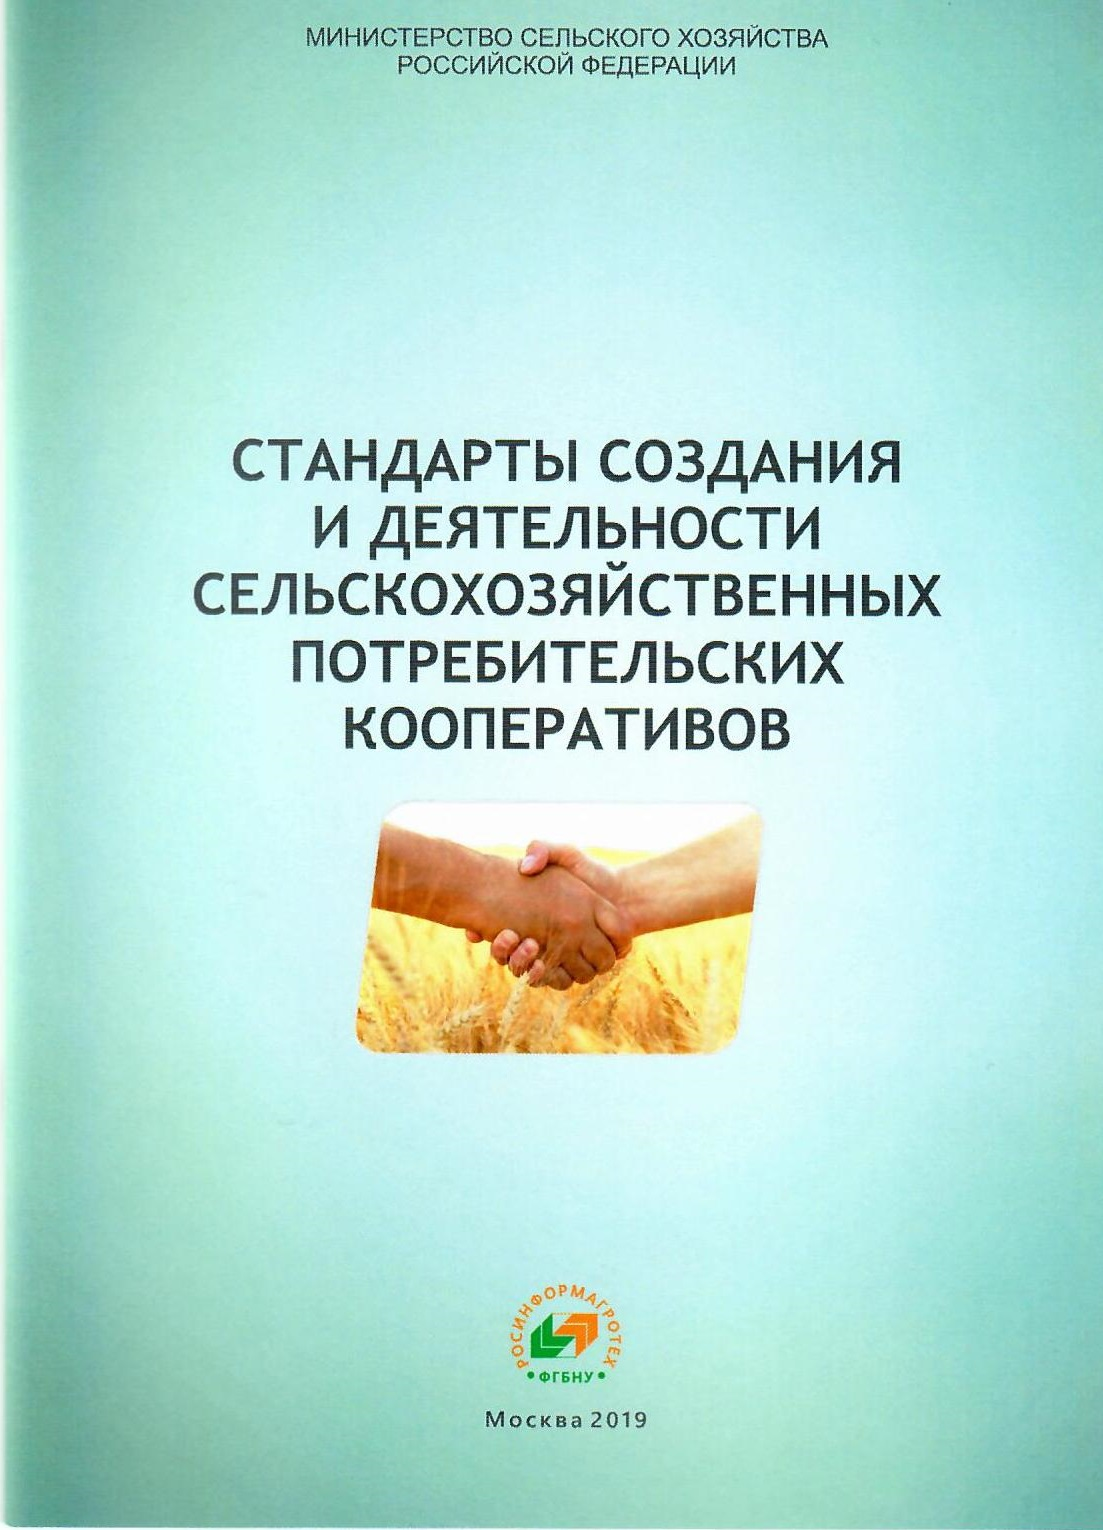 МИНИСТЕРСТВО СЕЛЬСКОГО ХОЗЯЙСТВА
РОССИЙСКОЙ ФЕДЕРАЦИИ
СТАНДАРТЫ СОЗДАНИЯ
И ДЕЯТЕЛЬНОСТИ
СЕЛЬСКОХОЗЯЙСТВЕННЫХ
ПОТРЕБИТЕЛЬСКИХ
КООПЕРАТИВОВ
РОСИНФОРМАГРОТЕХ
•ФГБНУ•
Москва 2019